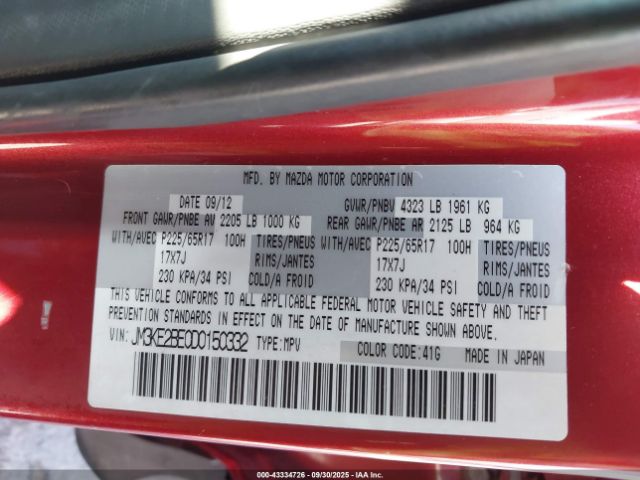 MFD. BY MAZDA MOTOR CORPORATION
DATE 09/12 GVWR/PNBV 4323 LB 1961 KG
FRONT GAWR/PNBE AV 2205 LB 1000 KG REAR GAWR/PNBE AR 2125 LB 964 KG
WITH/AVEC P225/65R17 100H TIRES/PNEUS WITH/AVEC P225/65R17 100H TIRES/PNEUS
17X7J RIMS/JANTES 17X7J RIMS/JANTES
230 KPA/34 PSI COLD/A FROID 230 KPA/34 PSI COLD/A FROID
THIS VEHICLE CONFORMS TO ALL APPLICABLE FEDERAL MOTOR VEHICLE SAFETY AND THEFT
PREVENTION STANDARDS IN EFFECT ON THE DATE OF MANUFACTURE SHOWN ABOVE.
VIN: JM3KE2BE0D0150332 TYPE: MPV COLOR CODE: 41G MADE IN JAPAN
000-43334726 - 09/30/2025 - IAA Inc.